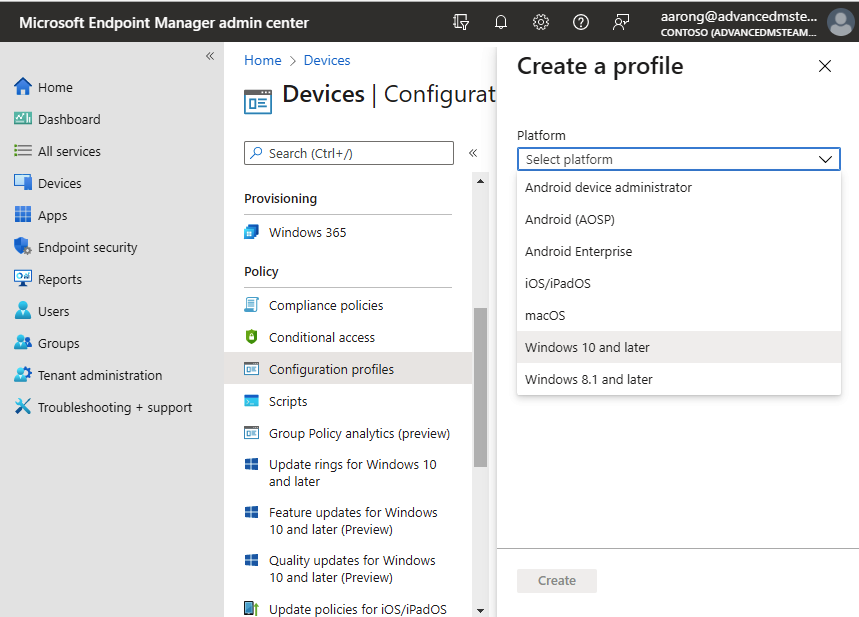 Microsoft Endpoint Manager admin center
aarong@advancedmste...
CONTOSO (ADVANCEDMSTEAM...
«
Home
Dashboard
All services
Devices
Apps
Endpoint security
Reports
Users
Groups
Tenant administration
Troubleshooting + support
Home > Devices
Devices | Configurat
Search (Ctrl+/)
«
Provisioning
Windows 365
Policy
Compliance policies
Conditional access
Configuration profiles
Scripts
Group Policy analytics (preview)
Update rings for Windows 10
and later
Feature updates for Windows
10 and later (Preview)
Quality updates for Windows
10 and later (Preview)
Update policies for iOS/iPadOS
Create a profile
Platform
Select platform
Android device administrator
Android (AOSP)
Android Enterprise
iOS/iPadOS
macOS
Windows 10 and later
Windows 8.1 and later
Create